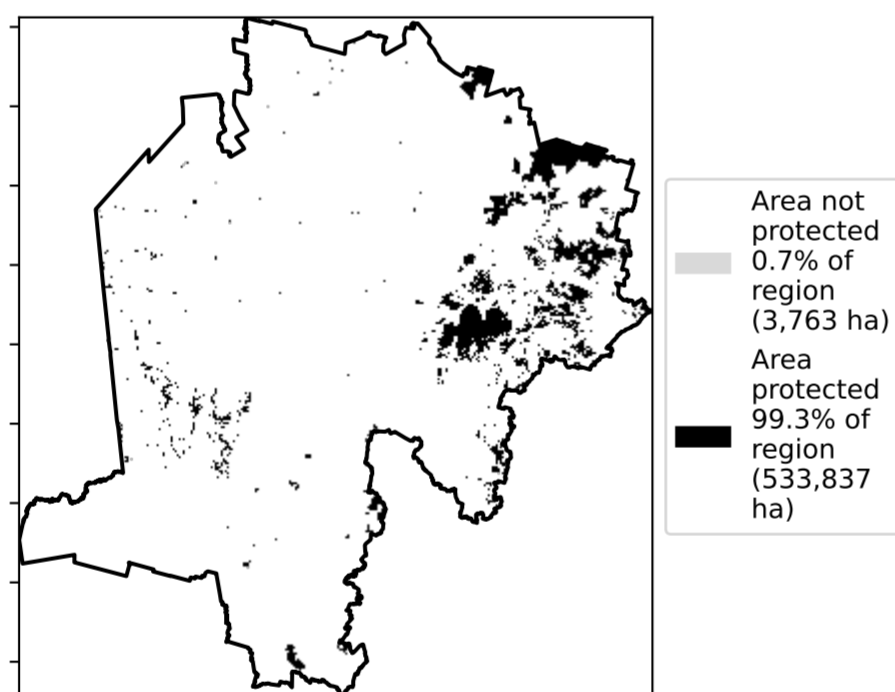 Area not
protected
0.7% of
region
(3,763 ha)
Area
protected
99.3% of
region
(533,837
ha)